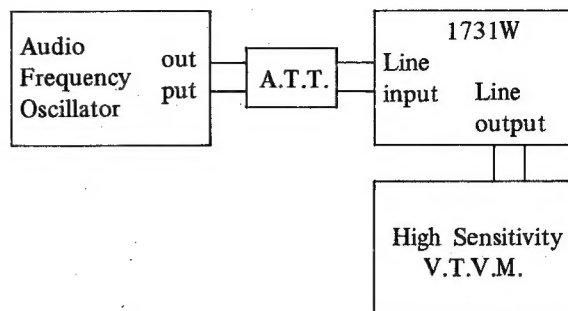 Audio
Frequency
Oscillator
out
put
A.T.T.
1731W
Line
input
Line
output
High Sensitivity
V.T.V.M.